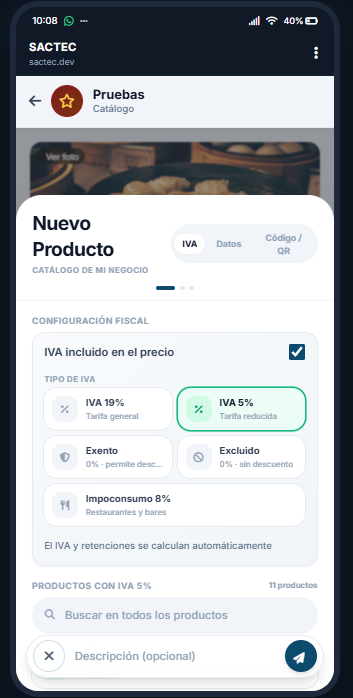 10:08
40%
SACTEC
sactec.dev
Pruebas
Catálogo
Ver foto
Nuevo
Producto
CATÁLOGO DE MI NEGOCIO
IVA
Datos
Código /
QR
CONFIGURACIÓN FISCAL
IVA incluido en el precio
TIPO DE IVA
IVA 19%
Tarifa general
IVA 5%
Tarifa reducida
Exento
0% · permite desc...
Excluido
0% · sin descuento
Impoconsumo 8%
Restaurantes y bares
El IVA y retenciones se calculan automáticamente
PRODUCTOS CON IVA 5%
11 productos
Buscar en todos los productos
Descripción (opcional)